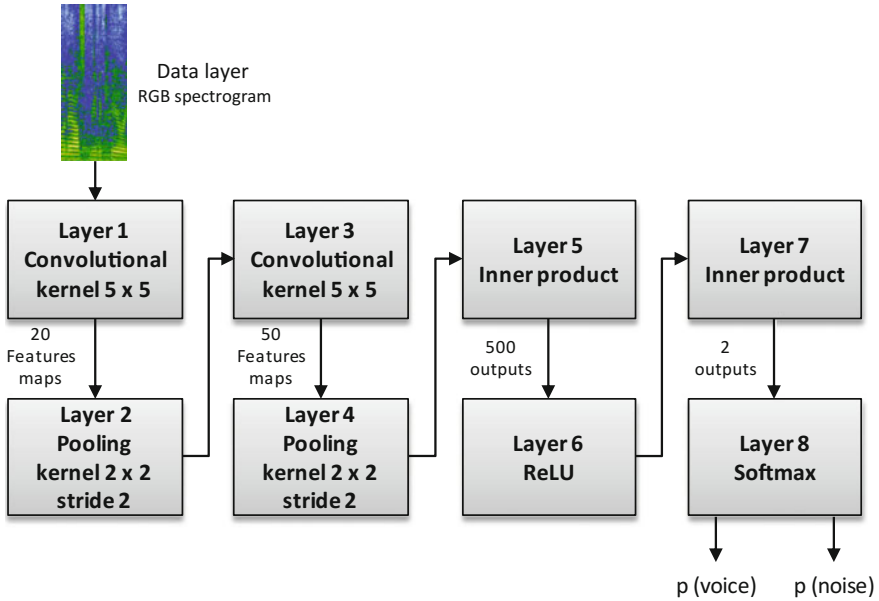 Data layer
RGB spectrogram
Layer 1
Convolutional
kernel 5 x 5
20
Features
maps
Layer 2
Pooling
kernel 2 x 2
stride 2
Layer 3
Convolutional
kernel 5 x 5
50
Features
maps
Layer 4
Pooling
kernel 2 x 2
stride 2
Layer 5
Inner product
500
outputs
Layer 6
ReLU
Layer 7
Inner product
2
outputs
Layer 8
Softmax
p (voice)
p (noise)